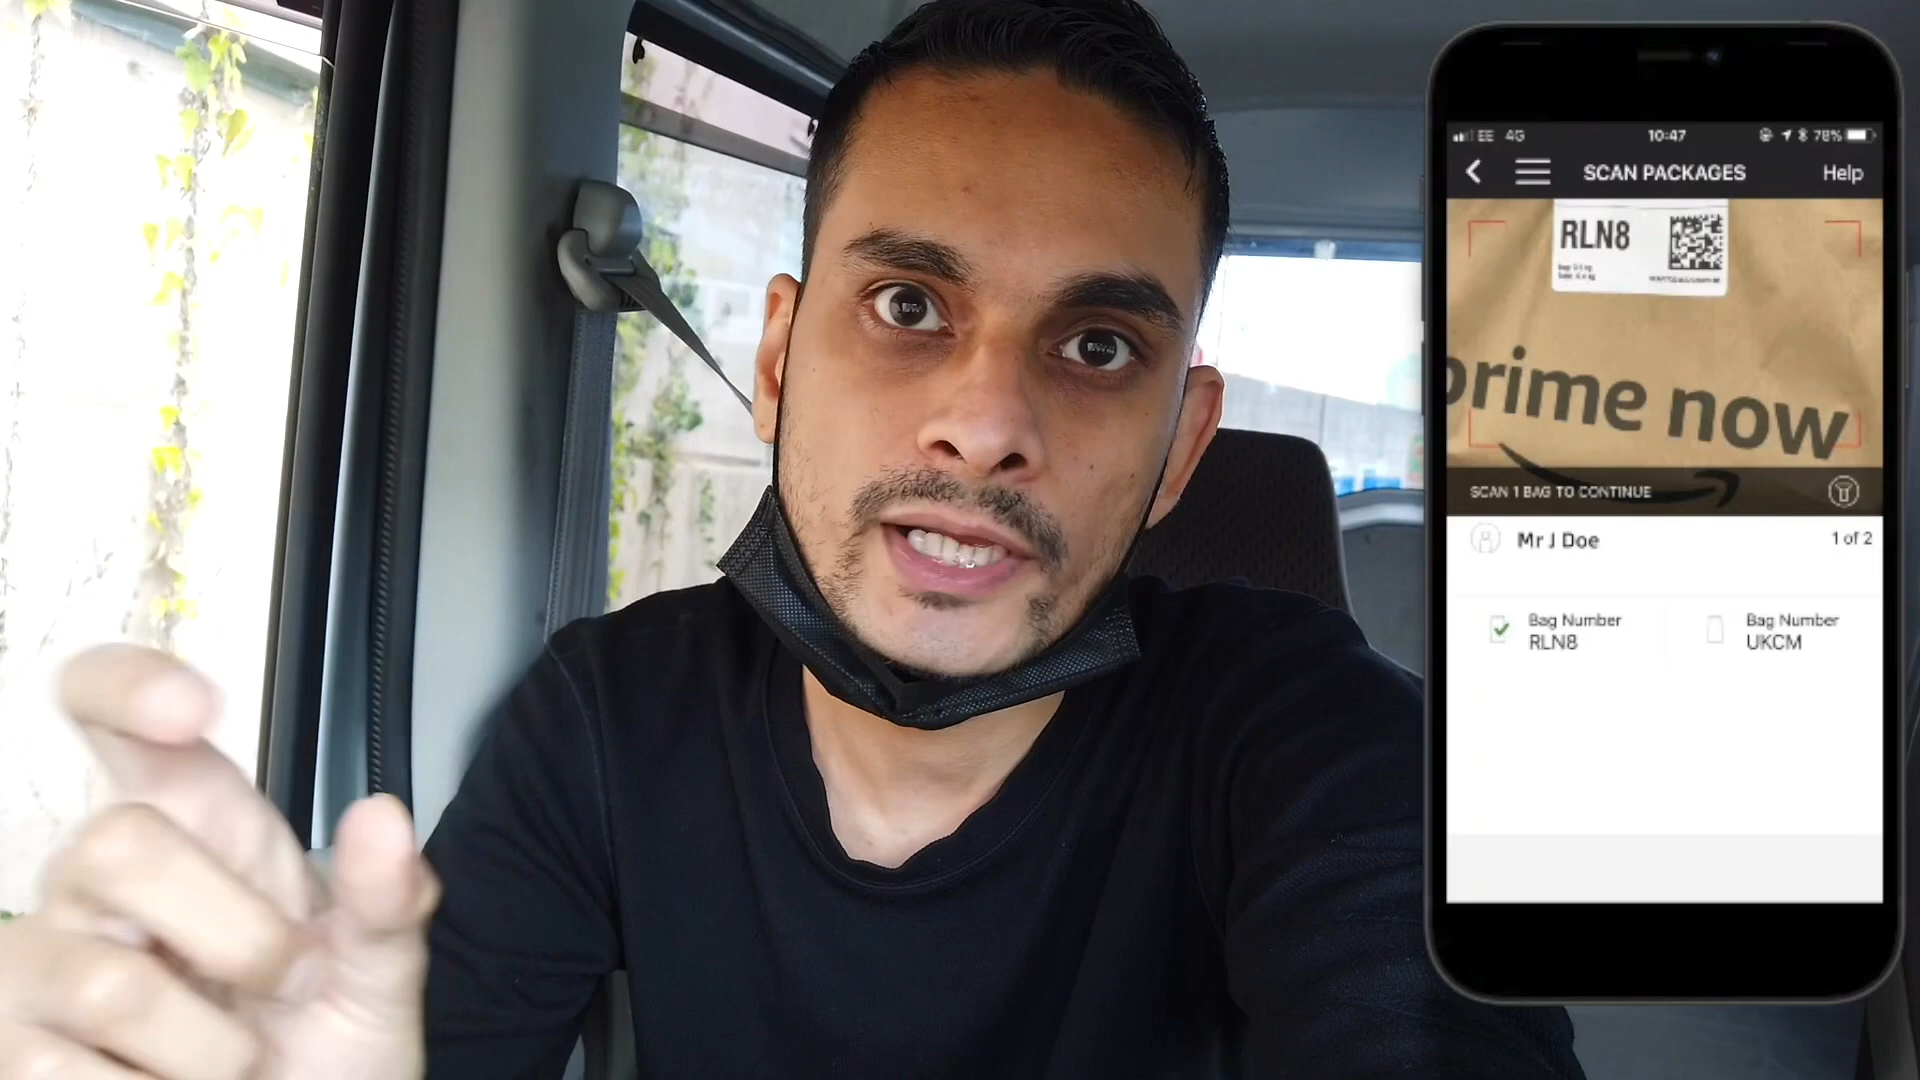 EE 4G 10:47 78%
SCAN PACKAGES Help
RLN8
prime now
SCAN 1 BAG TO CONTINUE
Mr J Doe 1 of 2
Bag Number Bag Number
RLN8 UKCM